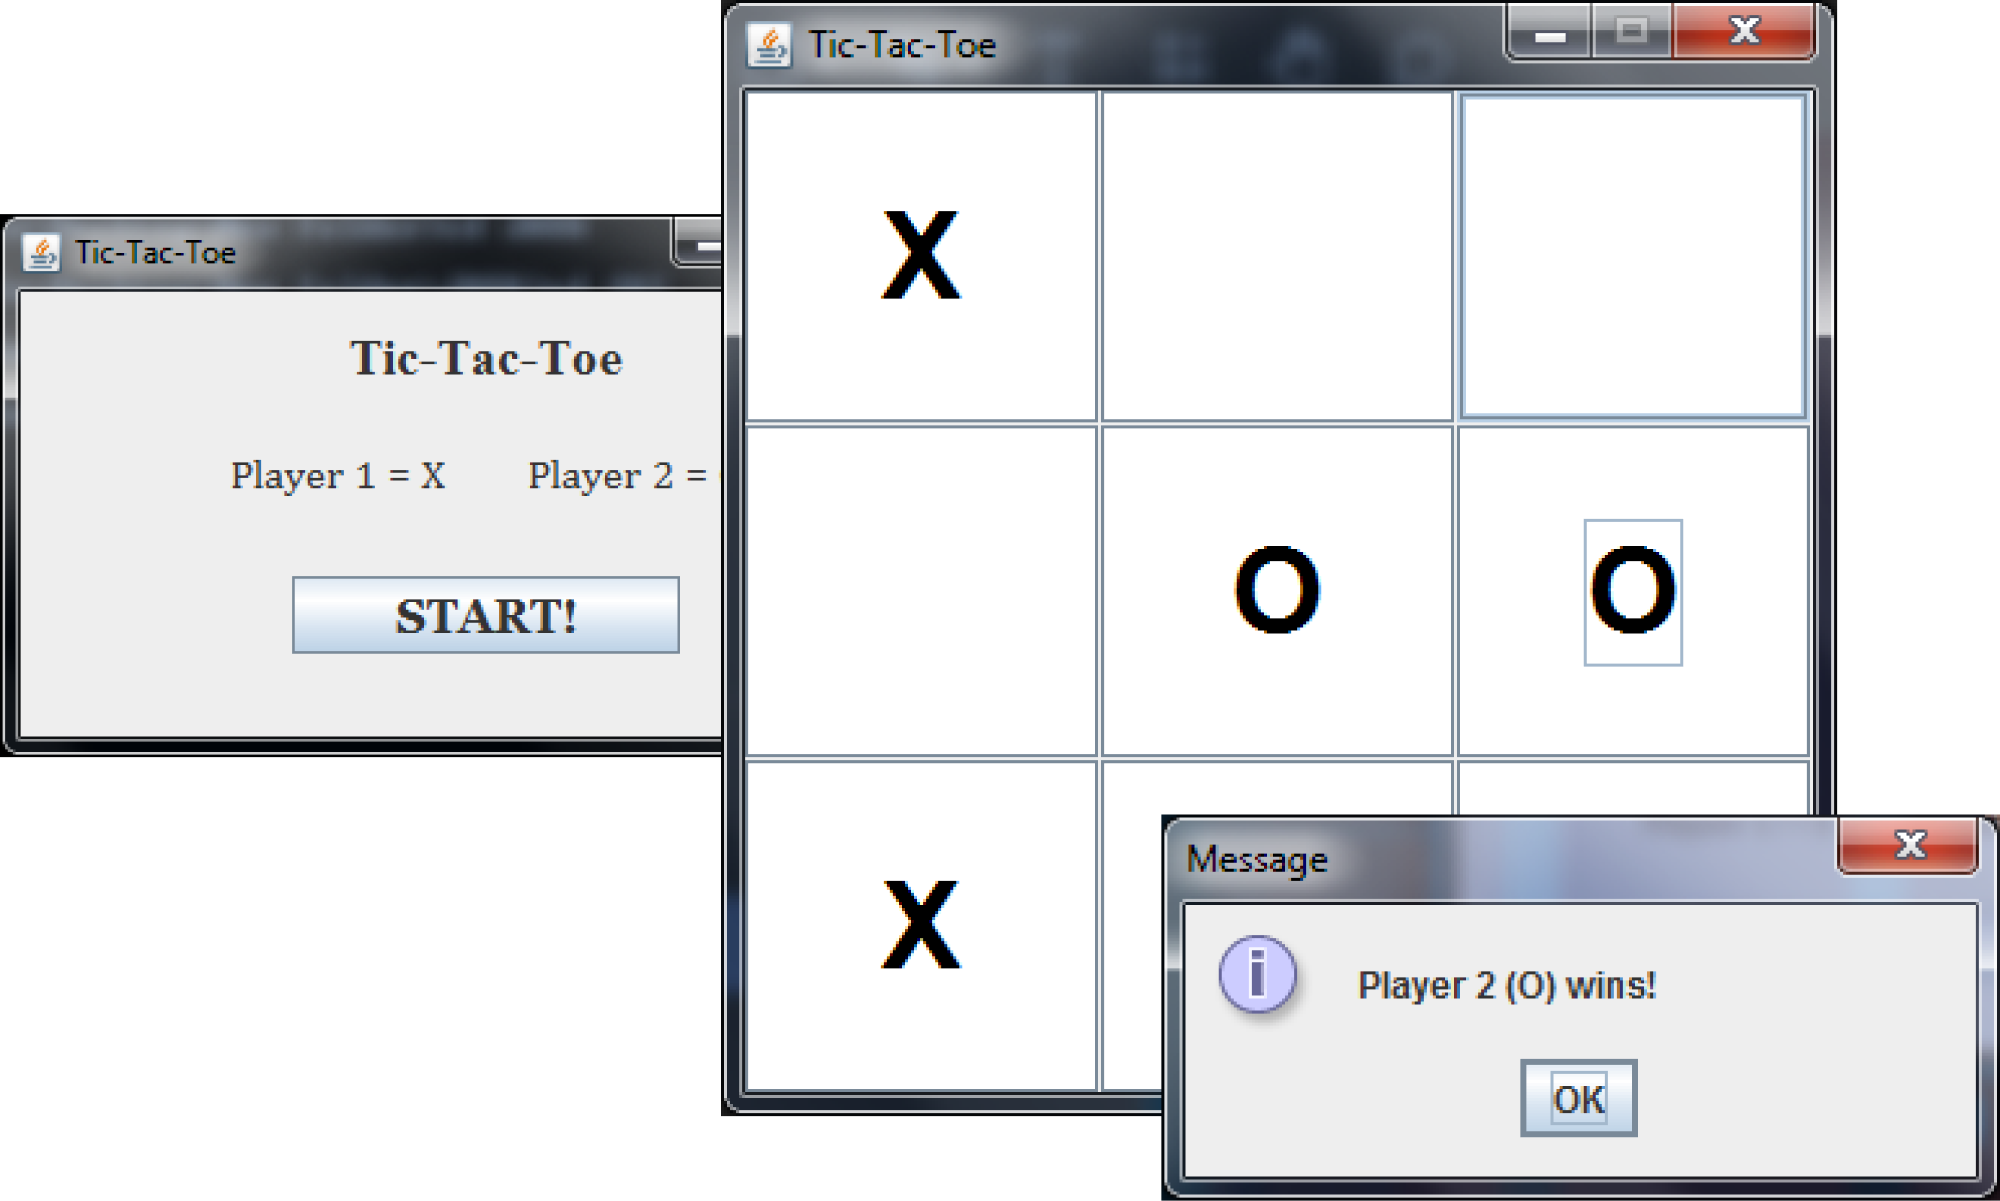 Tic-Tac-Toe
Tic-Tac-Toe
Player 1 = X Player 2 =
START!
Tic-Tac-Toe
X
O O
X
Message
Player 2 (O) wins!
OK